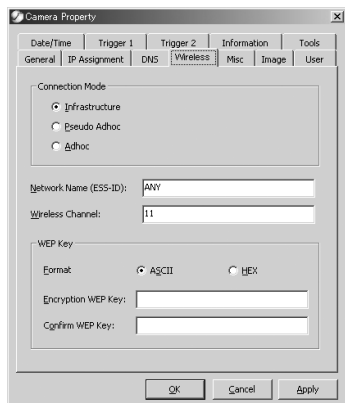 Camera Property
Date/Time Trigger 1 Trigger 2 Information Tools
General IP Assignment DNS Wireless Misc Image User
Connection Mode
Infrastructure
Pseudo Adhoc
Adhoc
Network Name (ESS-ID): ANY
Wireless Channel: 11
WEP Key
Format ASCII HEX
Encryption WEP Key:
Confirm WEP Key:
OK Cancel Apply